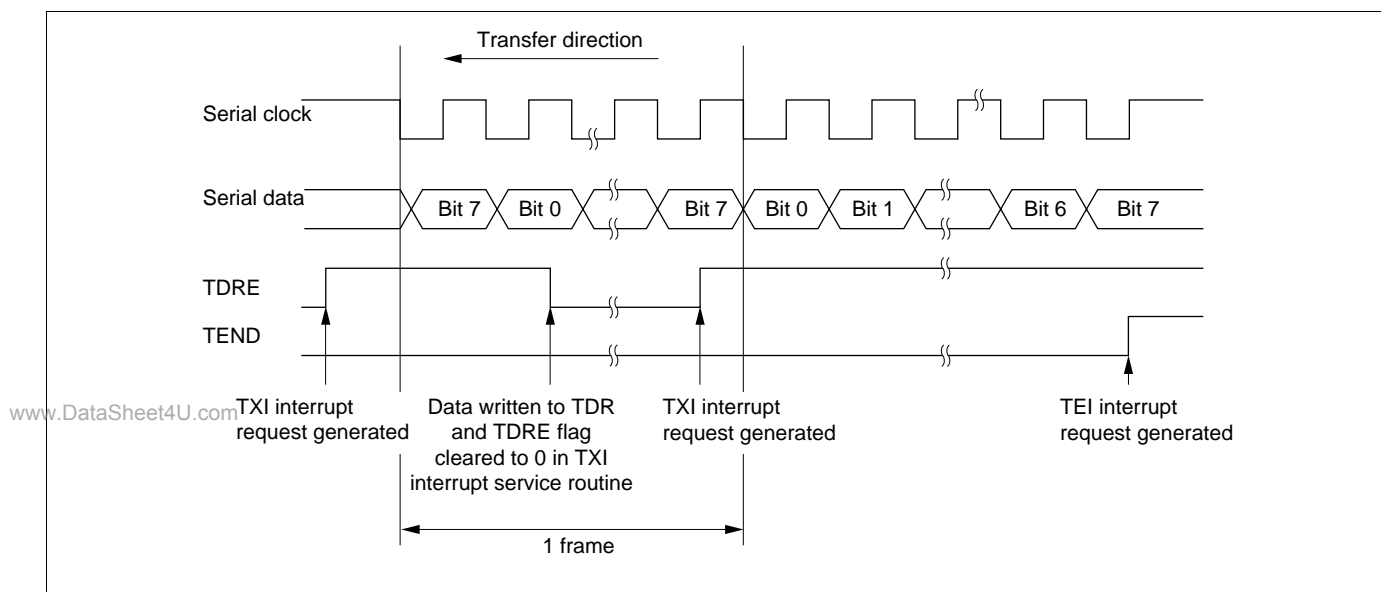 Transfer direction
Serial clock
Serial data
Bit 7
Bit 0
Bit 7
Bit 0
Bit 1
Bit 6
Bit 7
TDRE
TEND
www.DataSheet4U.com
TXI interrupt
request generated
Data written to TDR
and TDRE flag
cleared to 0 in TXI
interrupt service routine
TXI interrupt
request generated
TEI interrupt
request generated
1 frame